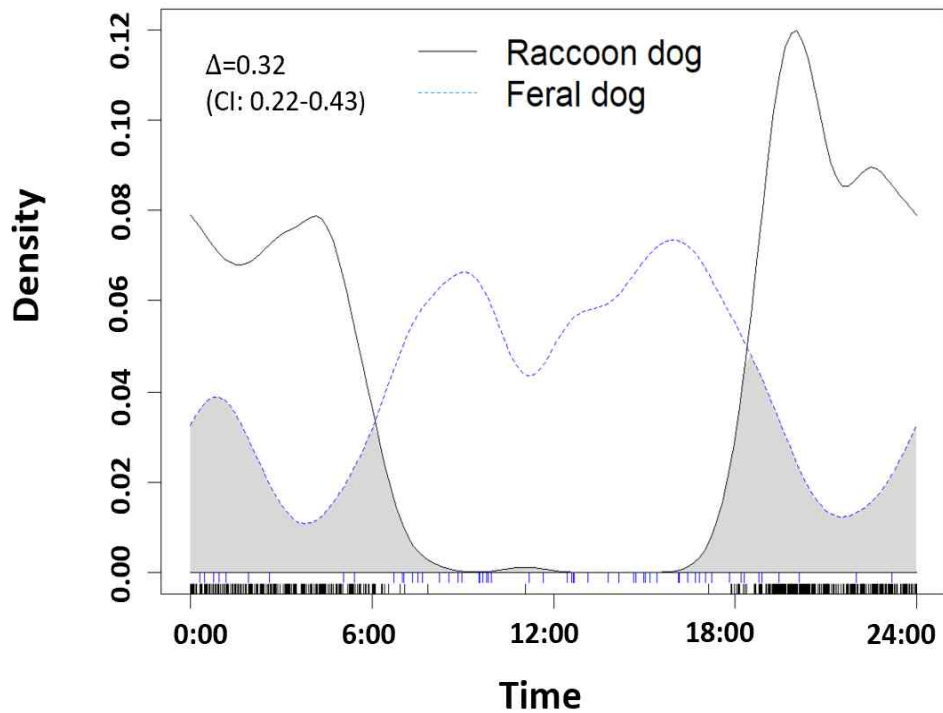 Δ=0.32
(CI: 0.22-0.43)
Raccoon dog
Feral dog
Density
0.12
0.10
0.08
0.06
0.04
0.02
0.00
0:00 6:00 12:00 18:00 24:00
Time